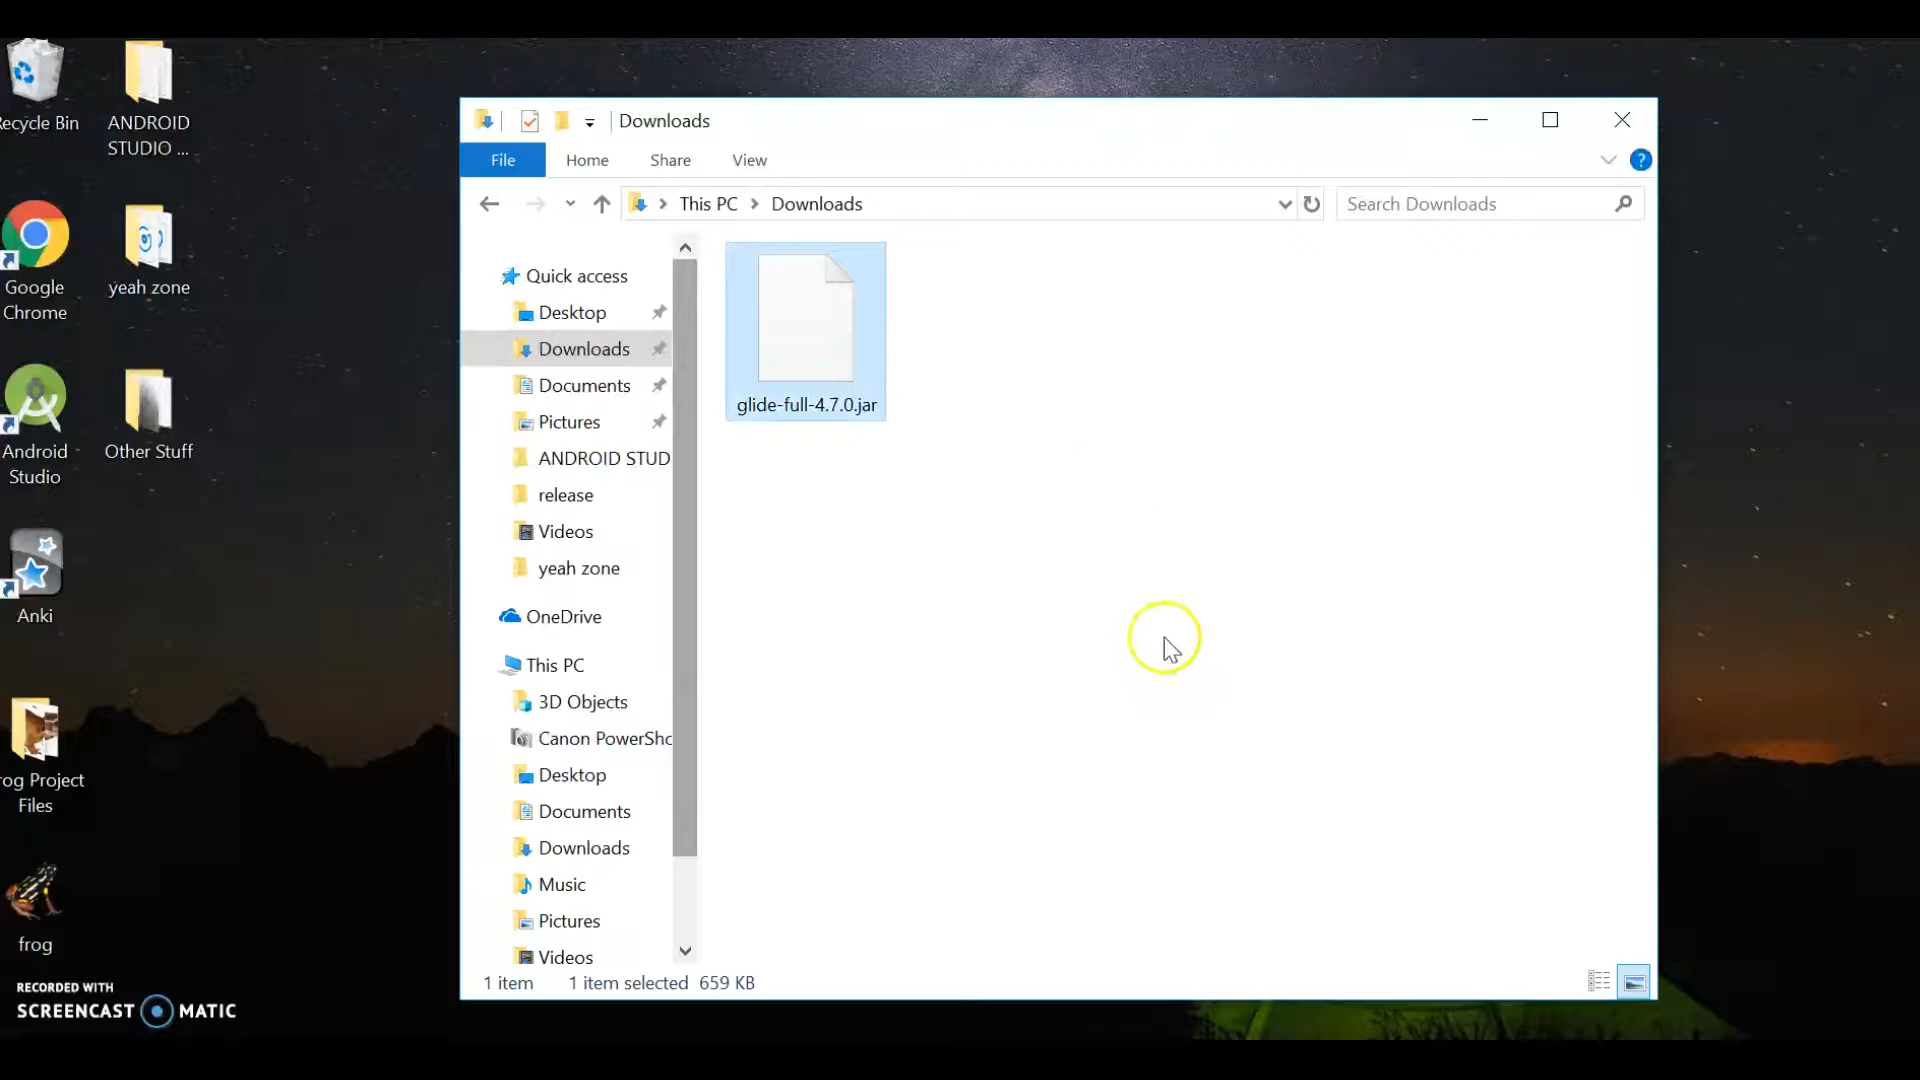 Recycle Bin
ANDROID
STUDIO ...
Google
Chrome
yeah zone
Android
Studio
Other Stuff
Anki
rog Project
Files
frog
RECORDED WITH
SCREENCAST MATIC
Downloads
File Home Share View
?
This PC > Downloads
Search Downloads
Quick access
Desktop
Downloads
Documents
Pictures
ANDROID STUD
release
Videos
yeah zone
OneDrive
This PC
3D Objects
Canon PowerSho
Desktop
Documents
Downloads
Music
Pictures
Videos
glide-full-4.7.0.jar
1 item 1 item selected 659 KB